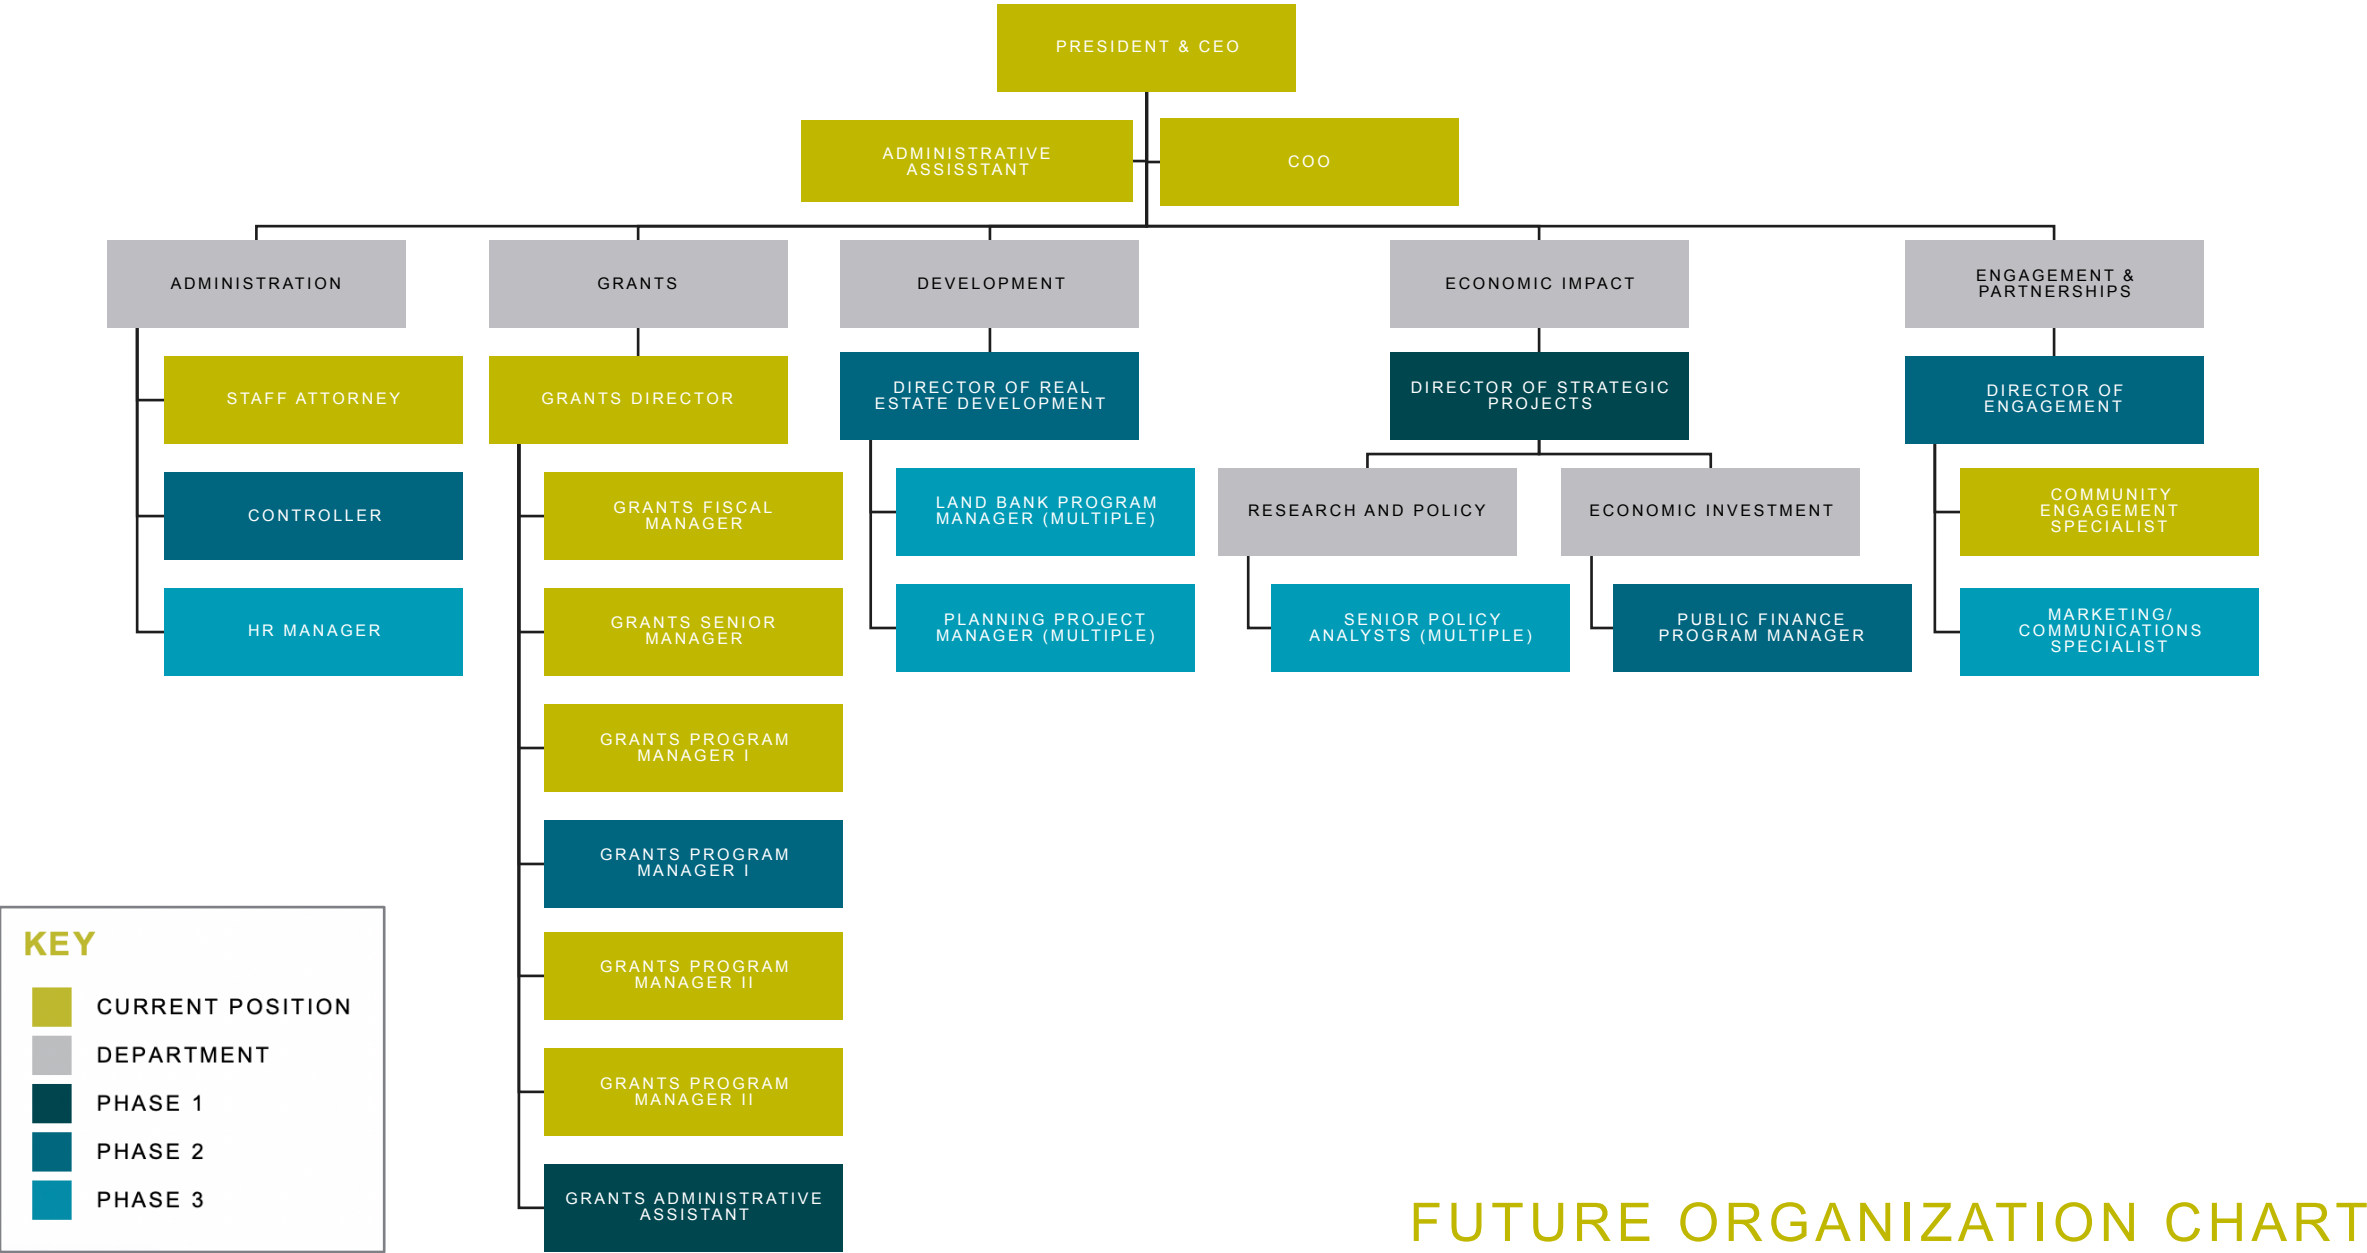 PRESIDENT & CEO
ADMINISTRATIVE
ASSISSTANT
COO
ADMINISTRATION
GRANTS
DEVELOPMENT
ECONOMIC IMPACT
ENGAGEMENT &
PARTNERSHIPS
STAFF ATTORNEY
CONTROLLER
HR MANAGER
GRANTS DIRECTOR
GRANTS FISCAL
MANAGER
GRANTS SENIOR
MANAGER
GRANTS PROGRAM
MANAGER I
GRANTS PROGRAM
MANAGER I
GRANTS PROGRAM
MANAGER II
GRANTS PROGRAM
MANAGER II
GRANTS ADMINISTRATIVE
ASSISTANT
DIRECTOR OF REAL
ESTATE DEVELOPMENT
LAND BANK PROGRAM
MANAGER (MULTIPLE)
PLANNING PROJECT
MANAGER (MULTIPLE)
DIRECTOR OF STRATEGIC
PROJECTS
RESEARCH AND POLICY
SENIOR POLICY
ANALYSTS (MULTIPLE)
ECONOMIC INVESTMENT
PUBLIC FINANCE
PROGRAM MANAGER
DIRECTOR OF
ENGAGEMENT
COMMUNITY
ENGAGEMENT
SPECIALIST
MARKETING/
COMMUNICATIONS
SPECIALIST
KEY
CURRENT POSITION
DEPARTMENT
PHASE 1
PHASE 2
PHASE 3
FUTURE ORGANIZATION CHART